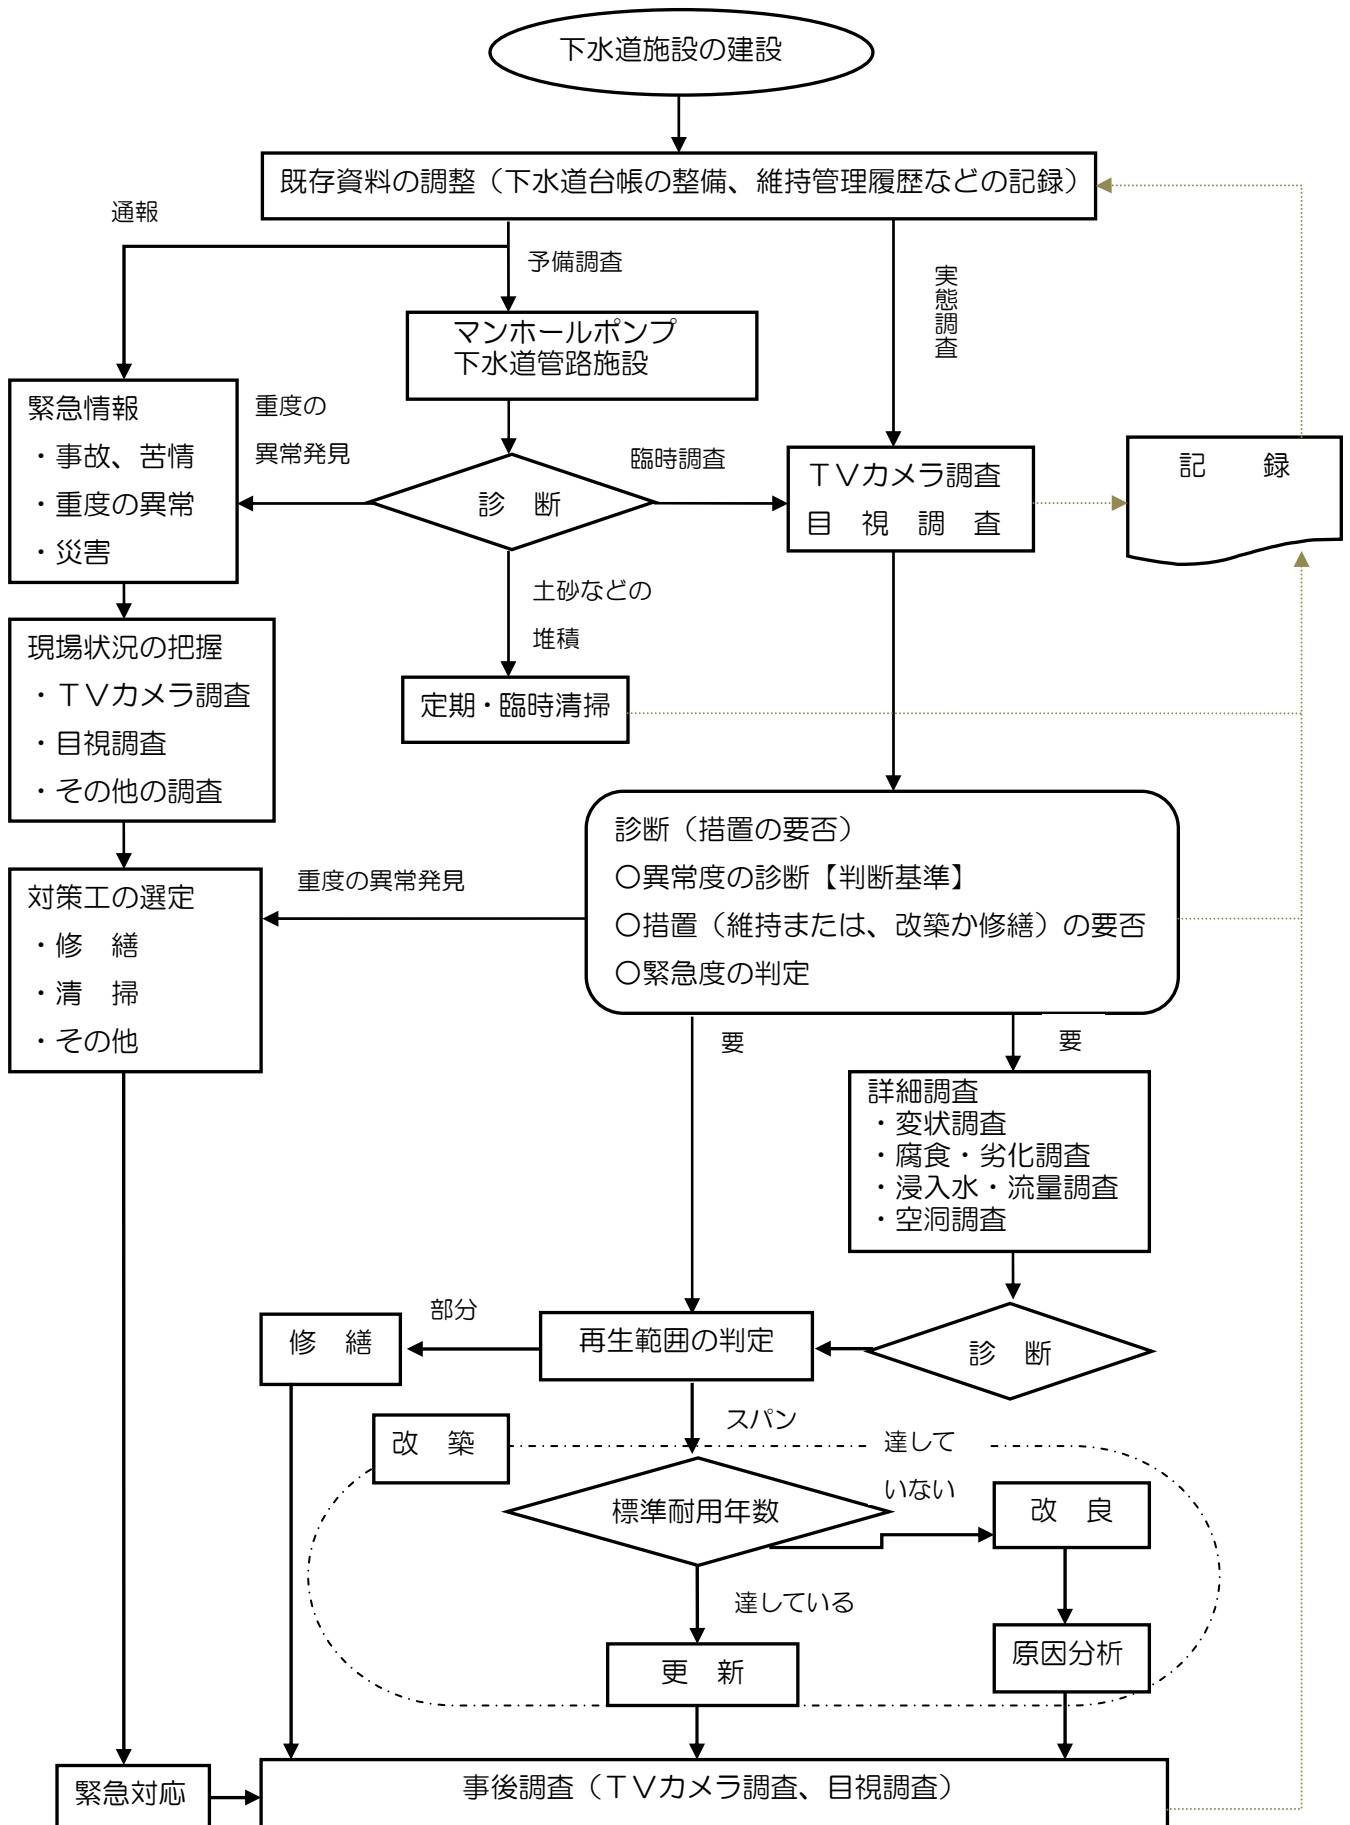 下水道施設の建設
既存資料の調整（下水道台帳の整備、維持管理履歴などの記録）
通報
予備調査
実態調査
マンホールポンプ
下水道管路施設
緊急情報
・事故、苦情
・重度の異常
・災害
重度の
異常発見
診　断
臨時調査
ＴＶカメラ調査
目　視　調　査
記　　録
土砂などの
堆積
現場状況の把握
・ＴＶカメラ調査
・目視調査
・その他の調査
定期・臨時清掃
診断（措置の要否）
○異常度の診断【判断基準】
○措置（維持または、改築か修繕）の要否
○緊急度の判定
重度の異常発見
対策工の選定
・修　繕
・清　掃
・その他
要
要
詳細調査
・変状調査
・腐食・劣化調査
・浸入水・流量調査
・空洞調査
部分
修　繕
再生範囲の判定
診　断
スパン
改　築
達して
いない
標準耐用年数
改　良
達している
原因分析
更　新
緊急対応
事後調査（ＴＶカメラ調査、目視調査）